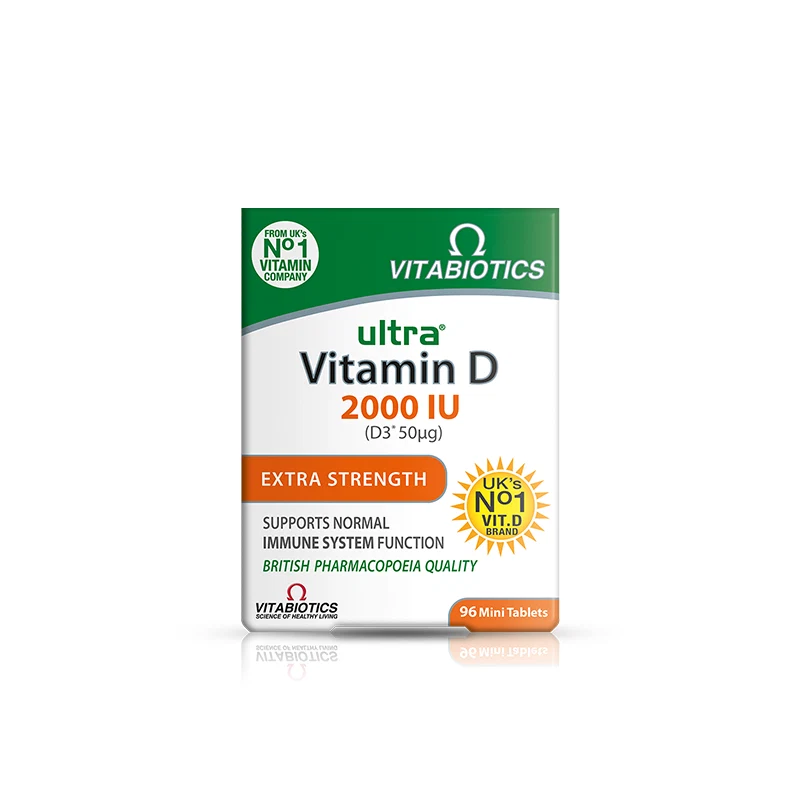 FROM UK's
Nº1
VITAMIN
COMPANY
VITABIOTICS
ultra®
Vitamin D
2000 IU
(D3* 50µg)
EXTRA STRENGTH
UK's
Nº1
VIT.D
BRAND
SUPPORTS NORMAL
IMMUNE SYSTEM FUNCTION
BRITISH PHARMACOPOEIA QUALITY
VITABIOTICS
SCIENCE OF HEALTHY LIVING
96 Mini Tablets